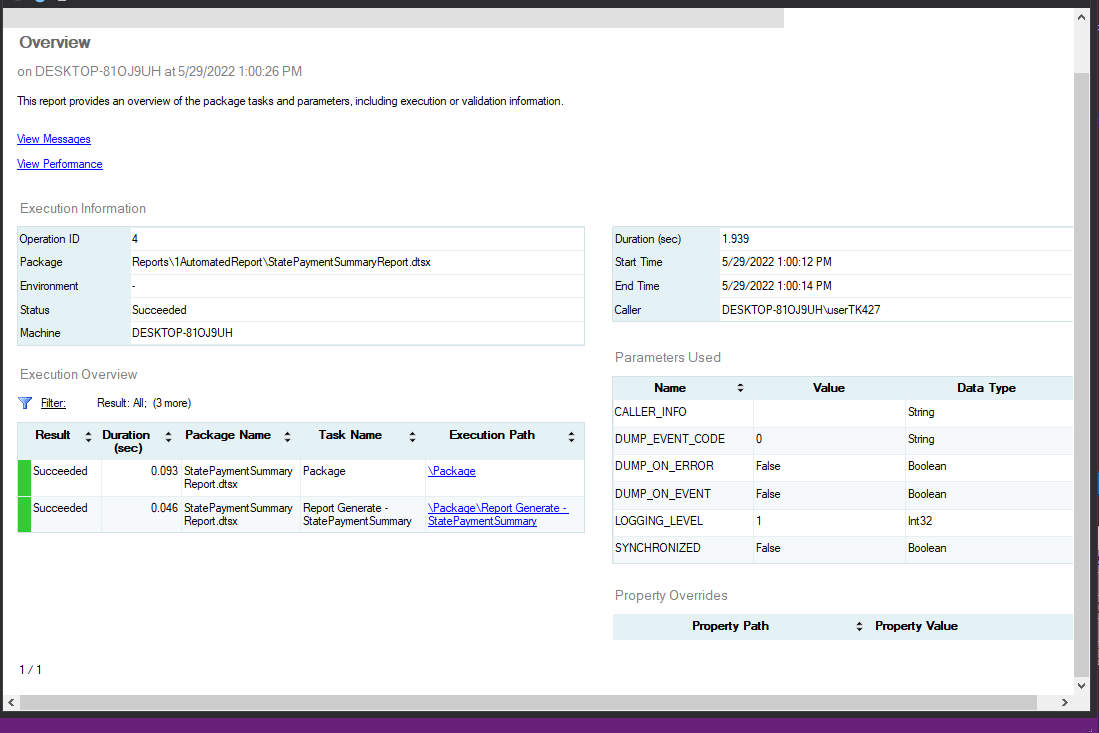 Overview
on DESKTOP-81OJ9UH at 5/29/2022 1:00:26 PM
This report provides an overview of the package tasks and parameters, including execution or validation information.
View Messages
View Performance
Execution Information
Operation ID 4
Package Reports\1AutomatedReport\StatePaymentSummaryReport.dtsx
Environment -
Status Succeeded
Machine DESKTOP-81OJ9UH
Duration (sec) 1.939
Start Time 5/29/2022 1:00:12 PM
End Time 5/29/2022 1:00:14 PM
Caller DESKTOP-81OJ9UH\userTK427
Execution Overview
Filter: Result: All; (3 more)
Result Duration (sec) Package Name Task Name Execution Path
Succeeded 0.093 StatePaymentSummary Package \Package
Report.dtsx
Succeeded 0.046 StatePaymentSummary Report Generate - \Package\Report Generate -
Report.dtsx StatePaymentSummary StatePaymentSummary
Parameters Used
Name Value Data Type
CALLER_INFO String
DUMP_EVENT_CODE 0 String
DUMP_ON_ERROR False Boolean
DUMP_ON_EVENT False Boolean
LOGGING_LEVEL 1 Int32
SYNCHRONIZED False Boolean
Property Overrides
Property Path Property Value
1 / 1